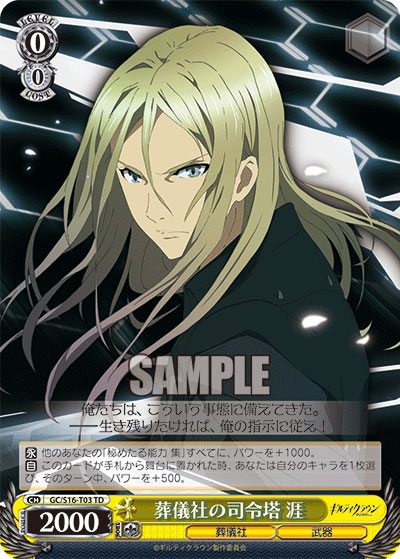 LEVEL
0
0
COST
SAMPLE
俺たちは、こういう事態に備えてきた。
――生き残りたければ、俺の指示に従え!
永 他のあなたの「秘めたる能力 集」すべてに、パワーを+1000。
自 このカードが手札から舞台に置かれた時、あなたは自分のキャラを1枚選
び、そのターン中、パワーを+500。
CH GC/S16-T03 TD
2000
POWER
葬儀社の司令塔 涯
ギルティクラウン
葬儀社
武器
©ギルティクラウン製作委員会